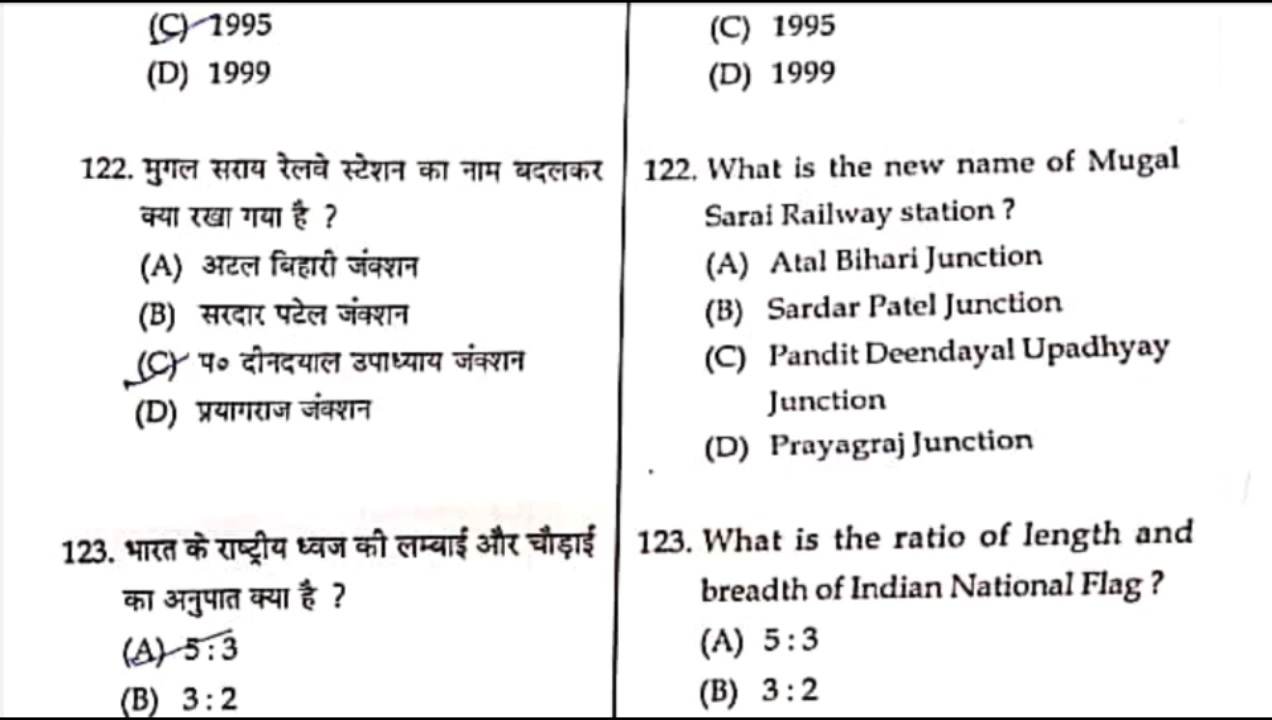 (C) 1995
(D) 1999
122. मुगल सराय रेलवे स्टेशन का नाम बदलकर
क्या रखा गया है ?
(A) अटल बिहारी जंक्शन
(B) सरदार पटेल जंक्शन
(C) प० दीनदयाल उपाध्याय जंक्शन
(D) प्रयागराज जंक्शन
123. भारत के राष्ट्रीय ध्वज की लम्बाई और चौड़ाई
का अनुपात क्या है ?
(A) 5:3
(B) 3:2
(C) 1995
(D) 1999
122. What is the new name of Mugal
Sarai Railway station ?
(A) Atal Bihari Junction
(B) Sardar Patel Junction
(C) Pandit Deendayal Upadhyay
Junction
(D) Prayagraj Junction
123. What is the ratio of length and
breadth of Indian National Flag ?
(A) 5:3
(B) 3:2